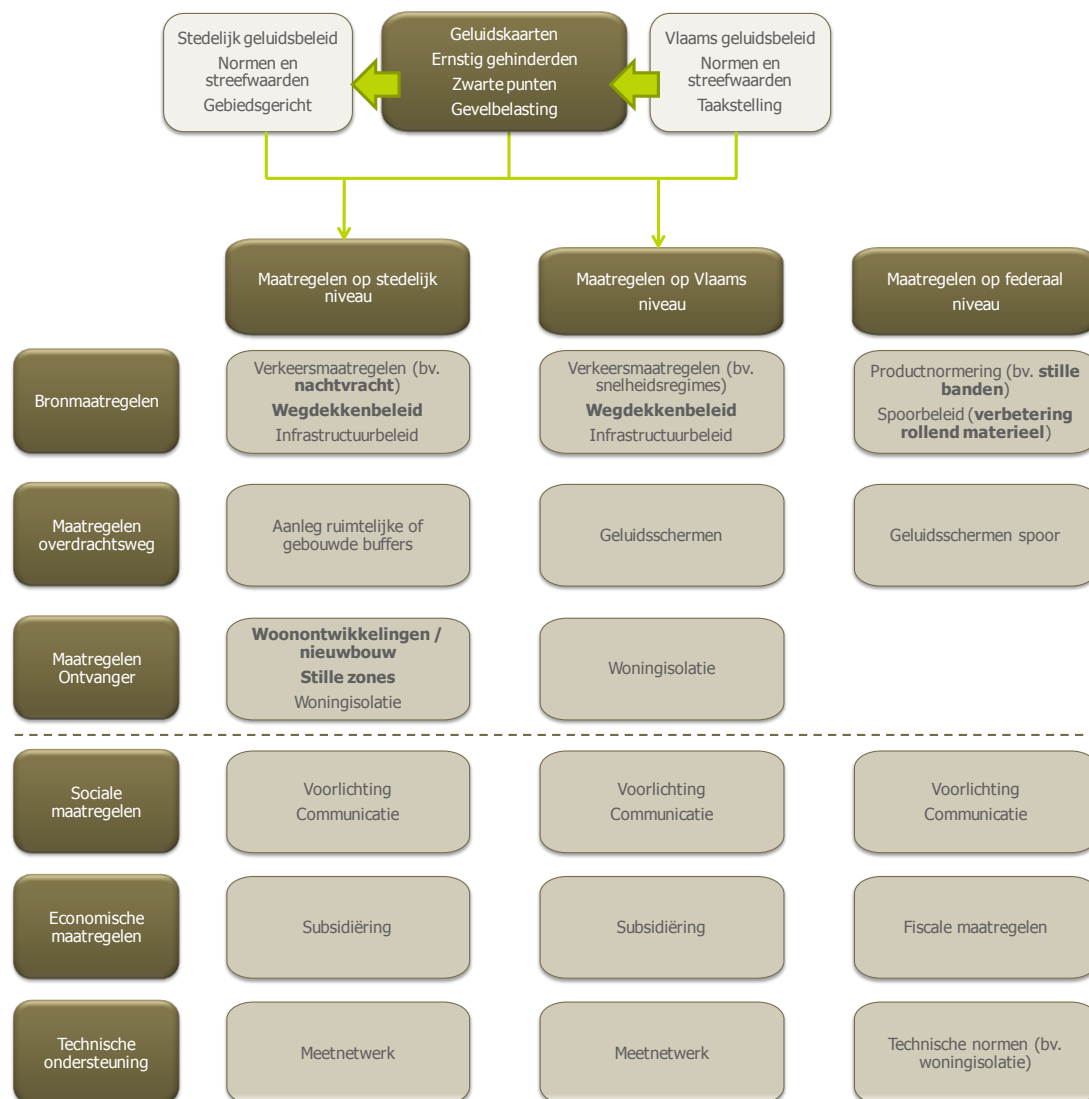 Stedelijk geluidsbeleid
Normen en
streefwaarden
Gebiedsgericht
Geluidskaarten
Ernstig gehinderden
Zwarte punten
Gevelbelasting
Vlaams geluidsbeleid
Normen en
streefwaarden
Taakstelling
Maatregelen op stedelijk
niveau
Maatregelen op Vlaams
niveau
Maatregelen op federaal
niveau
Bronmaatregelen
Verkeersmaatregelen (bv.
nachtvracht)
Wegdekkenbeleid
Infrastructuurbeleid
Verkeersmaatregelen (bv.
snelheidsregimes)
Wegdekkenbeleid
Infrastructuurbeleid
Productnormering (bv. stille
banden)
Spoorbeleid (verbetering
rollend materieel)
Maatregelen
overdrachtsweg
Aanleg ruimtelijke of
gebouwde buffers
Geluidsschermen
Geluidsschermen spoor
Maatregelen
Ontvanger
Woonontwikkelingen /
nieuwbouw
Stille zones
Woningisolatie
Woningisolatie
Sociale
maatregelen
Voorlichting
Communicatie
Voorlichting
Communicatie
Voorlichting
Communicatie
Economische
maatregelen
Subsidiëring
Subsidiëring
Fiscale maatregelen
Technische
ondersteuning
Meetnetwerk
Meetnetwerk
Technische normen (bv.
woningisolatie)